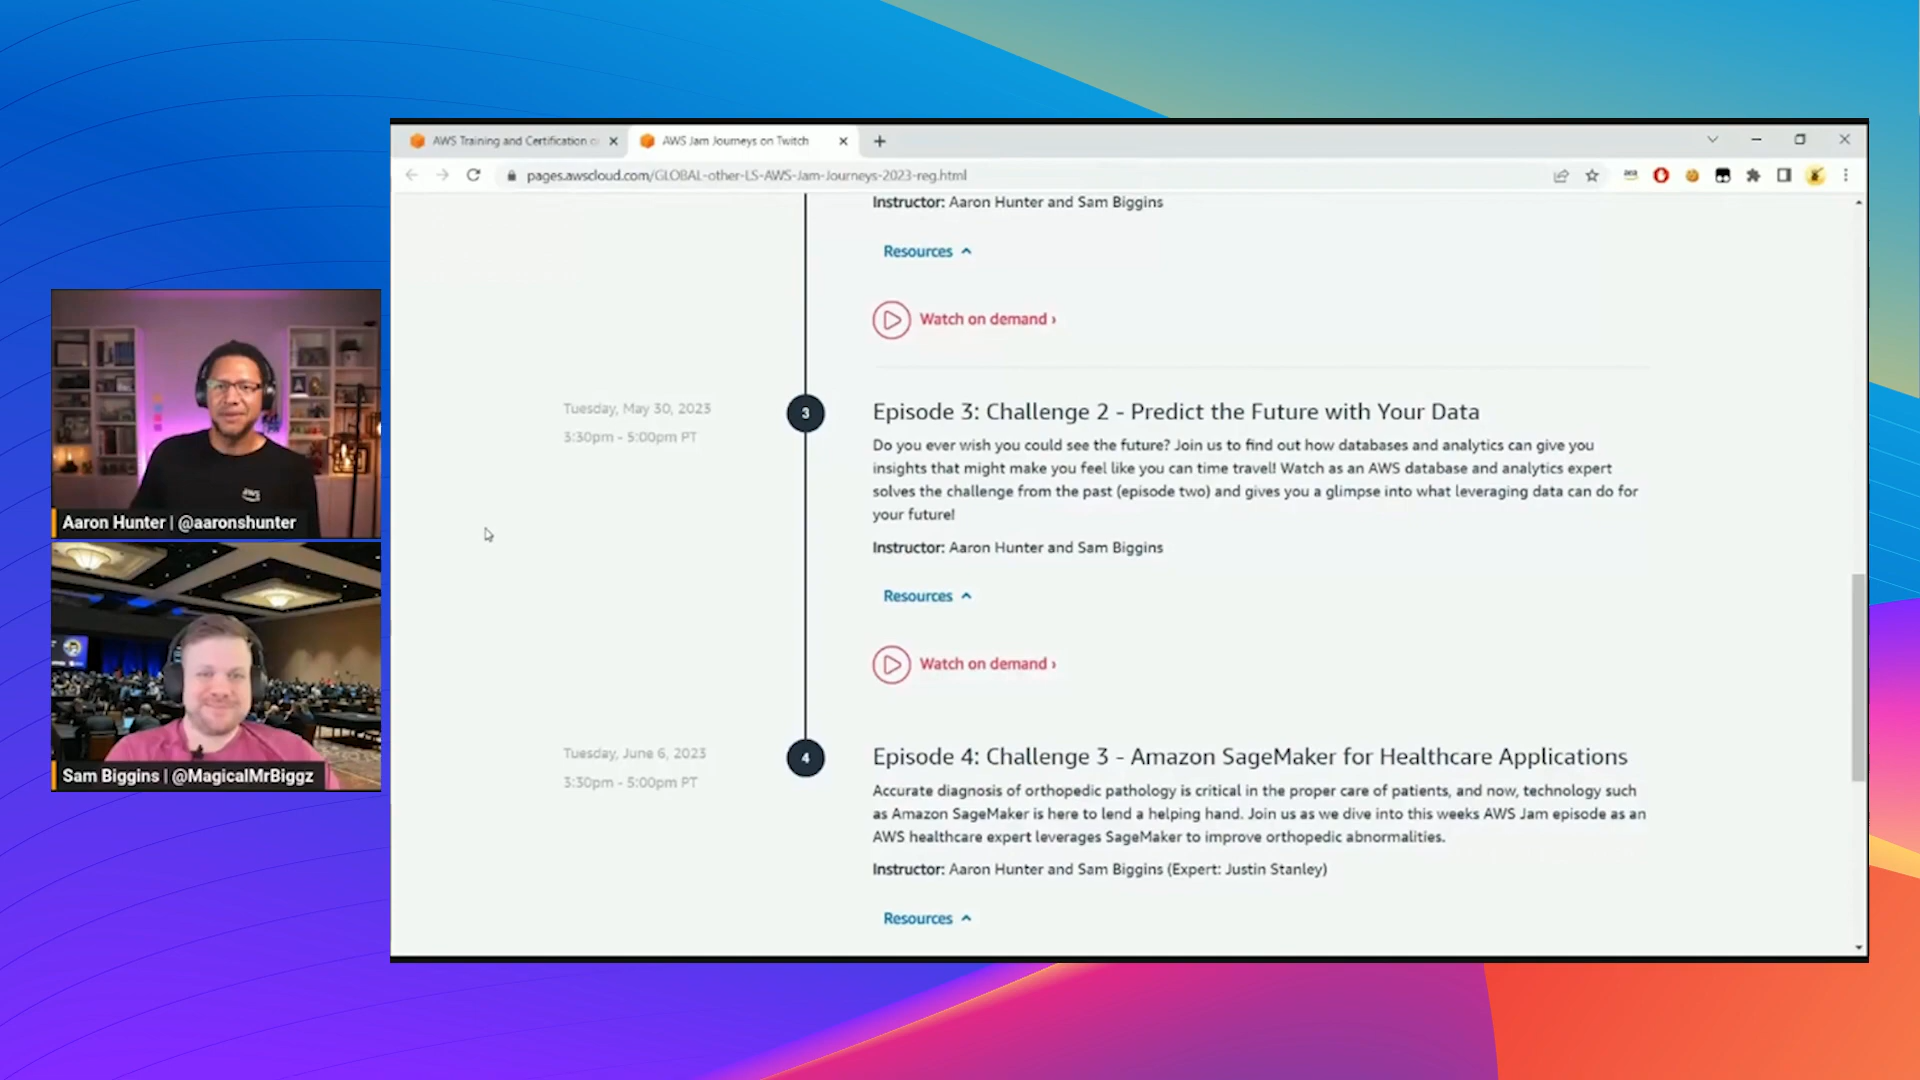 AWS Training and Certification c
AWS Jam Journeys on Twitch
pages.awscloud.com/GLOBAL-other-LS-AWS-Jam-Journeys-2023-reg.html
Instructor: Aaron Hunter and Sam Biggins
Resources
Watch on demand ›
Tuesday, May 30, 2023
3:30pm - 5:00pm PT
3
Episode 3: Challenge 2 - Predict the Future with Your Data
Do you ever wish you could see the future? Join us to find out how databases and analytics can give you
insights that might make you feel like you can time travel! Watch as an AWS database and analytics expert
solves the challenge from the past (episode two) and gives you a glimpse into what leveraging data can do for
your future!
Instructor: Aaron Hunter and Sam Biggins
Resources
Watch on demand ›
Tuesday, June 6, 2023
3:30pm - 5:00pm PT
4
Episode 4: Challenge 3 - Amazon SageMaker for Healthcare Applications
Accurate diagnosis of orthopedic pathology is critical in the proper care of patients, and now, technology such
as Amazon SageMaker is here to lend a helping hand. Join us as we dive into this weeks AWS Jam episode as an
AWS healthcare expert leverages SageMaker to improve orthopedic abnormalities.
Instructor: Aaron Hunter and Sam Biggins (Expert: Justin Stanley)
Resources
aws
Aaron Hunter | @aaronshunter
Sam Biggins | @MagicalMrBiggz